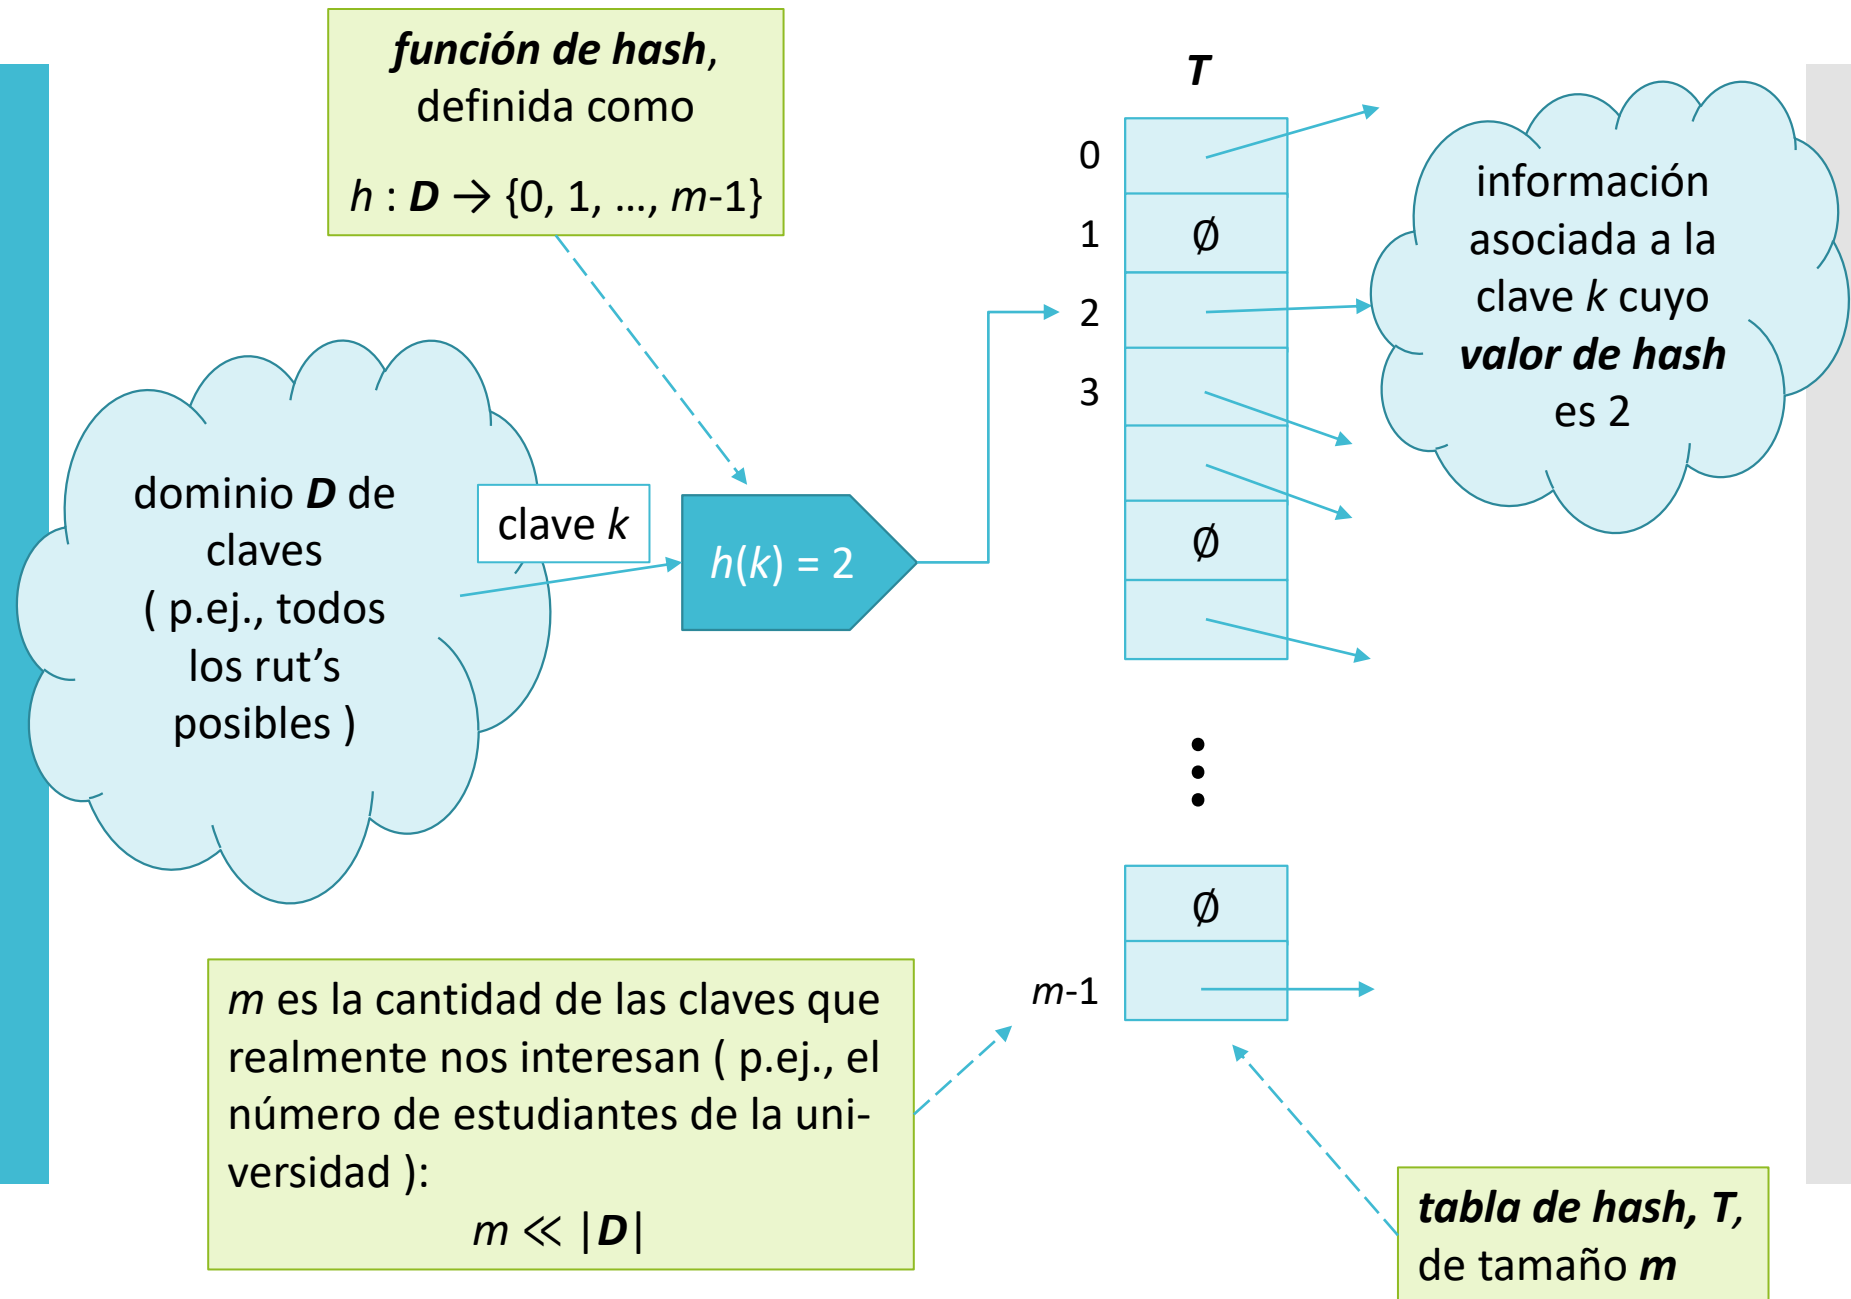 función de hash,
definida como
h : D → {0, 1, …, m-1}
T
0
1
Ø
2
3
Ø
Ø
m-1
información
asociada a la
clave k cuyo
valor de hash
es 2
dominio D de
claves
( p.ej., todos
los rut’s
posibles )
clave k
h(k) = 2
m es la cantidad de las claves que
realmente nos interesan ( p.ej., el
número de estudiantes de la uni-
versidad ):
m ≪ |D|
tabla de hash, T,
de tamaño m